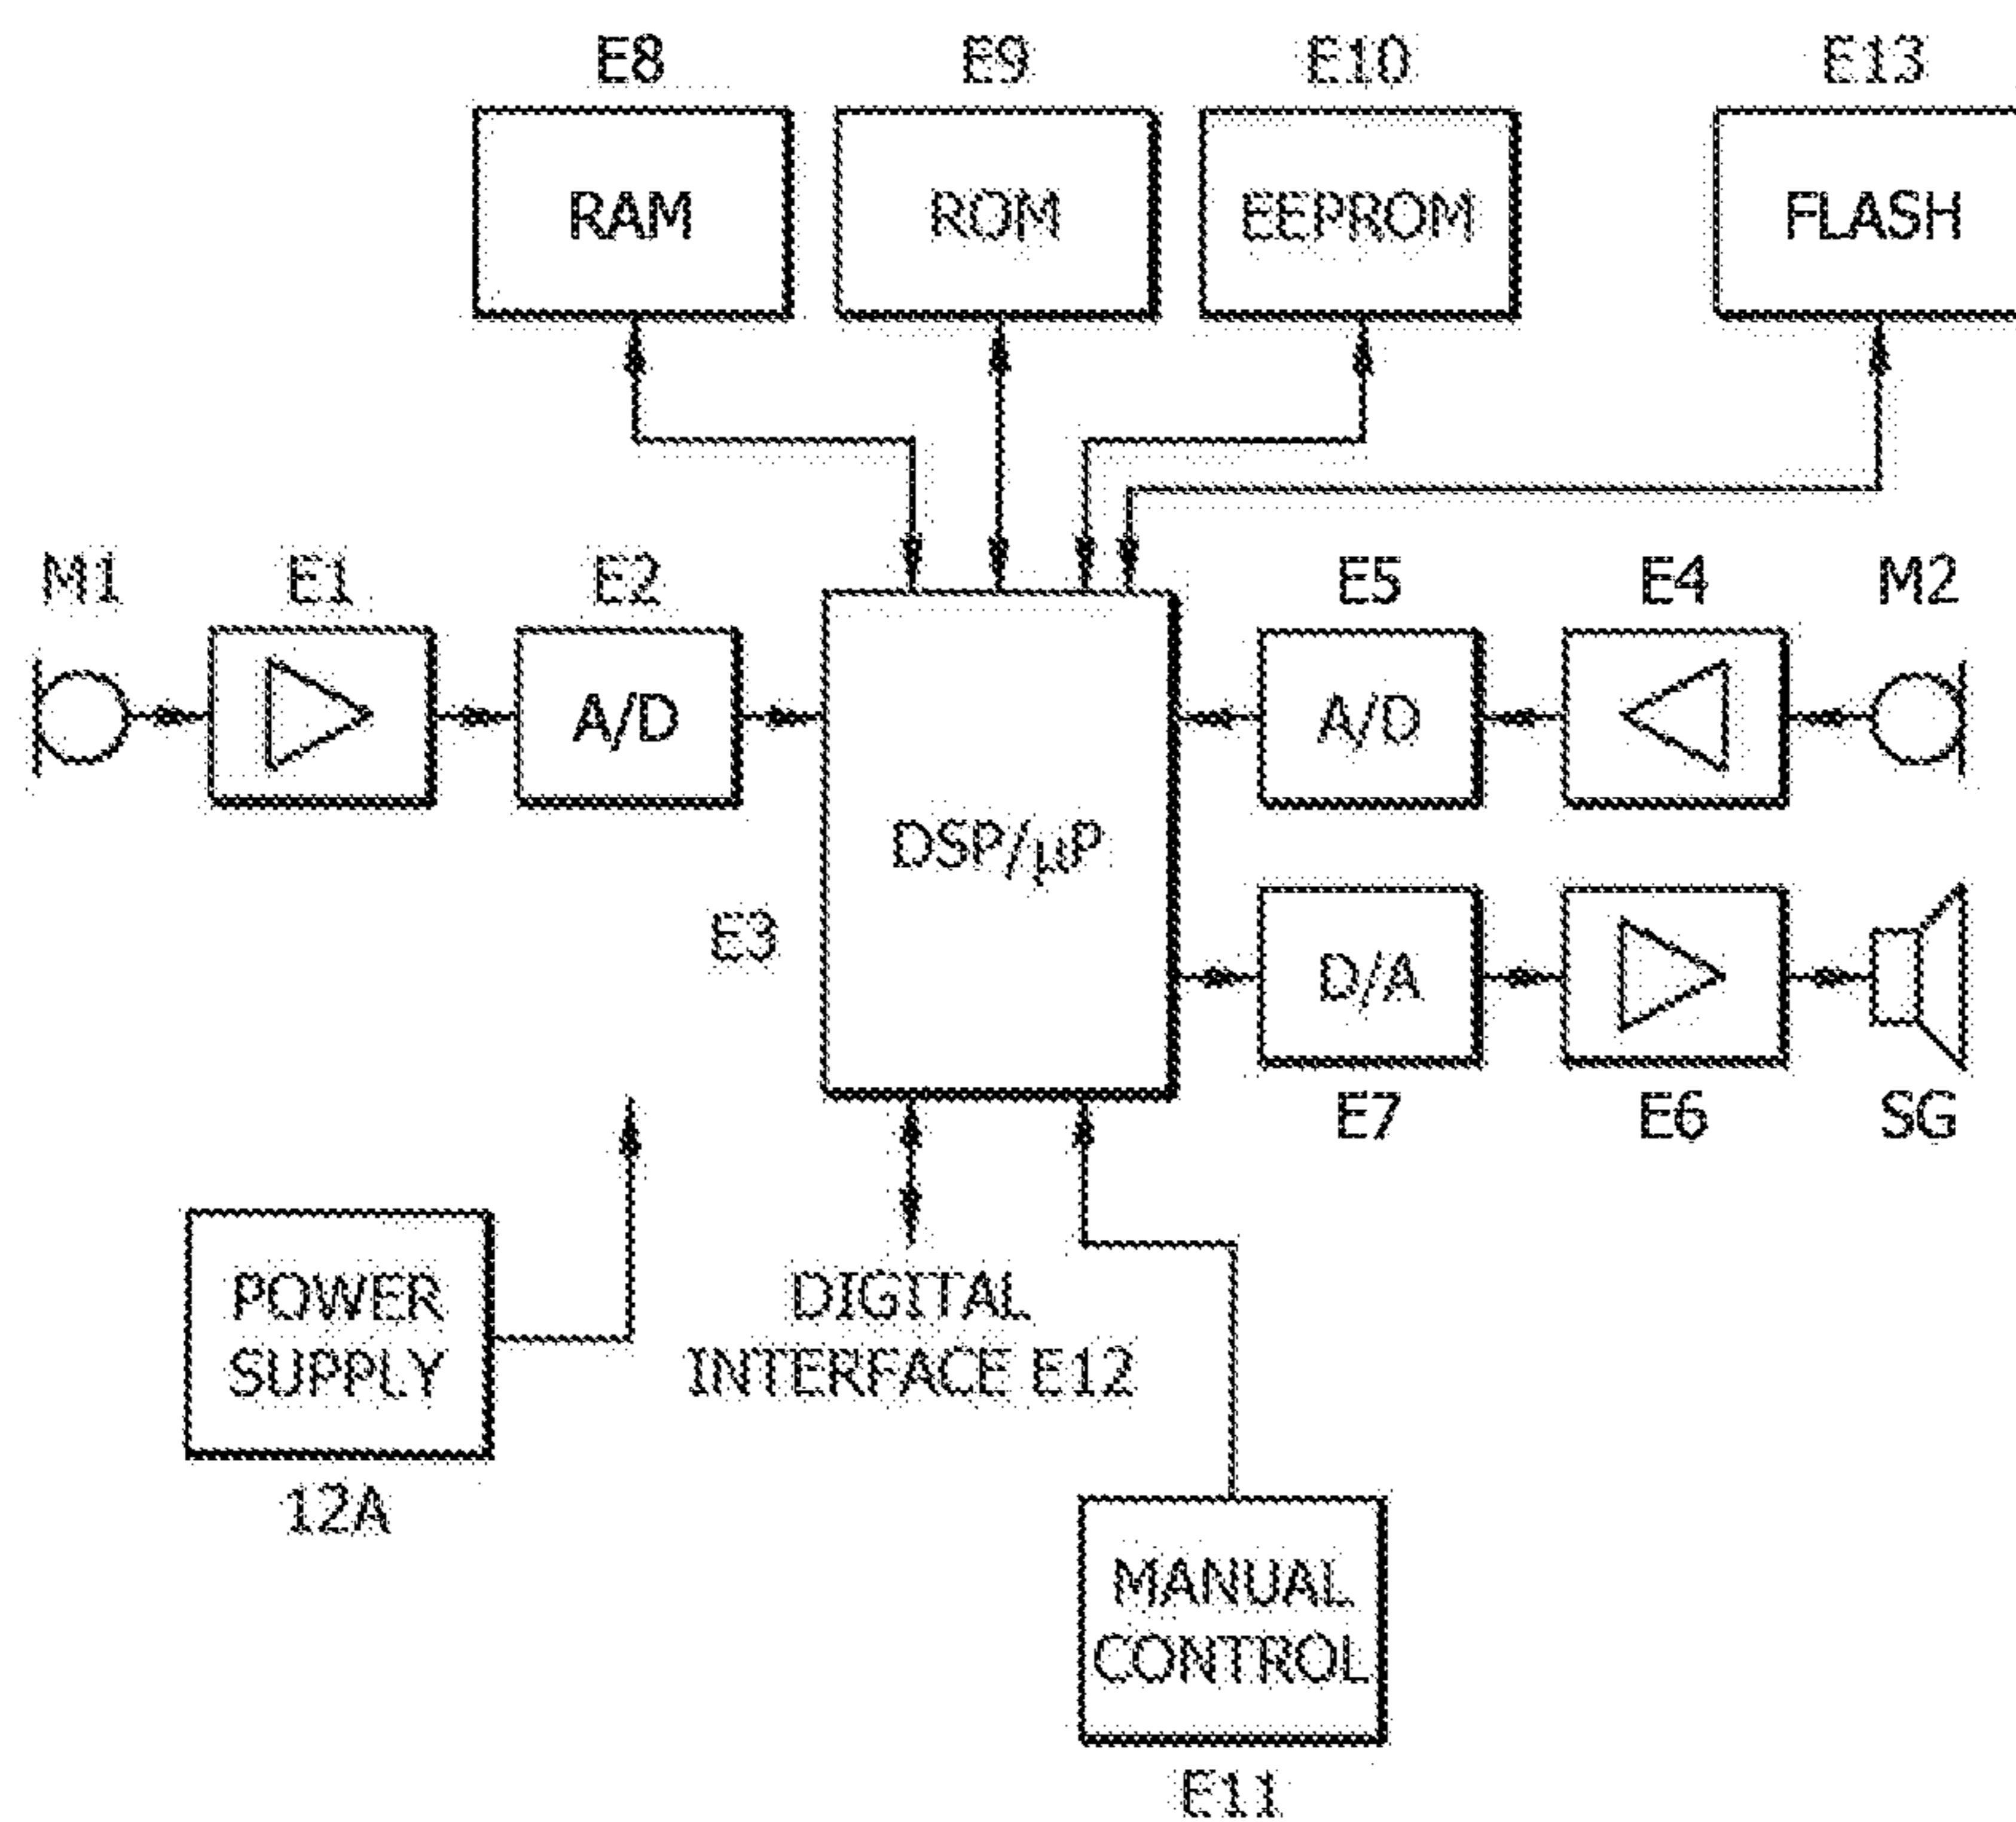 E8 E9 E10 E13
RAM ROM EEPROM FLASH
M1 E1 E2 E5 E4 M2
A/D A/D
DSP/µP
E3 D/A
E7 E6 SG
POWER
SUPPLY
12A
DIGITAL
INTERFACE E12
MANUAL
CONTROL
E11